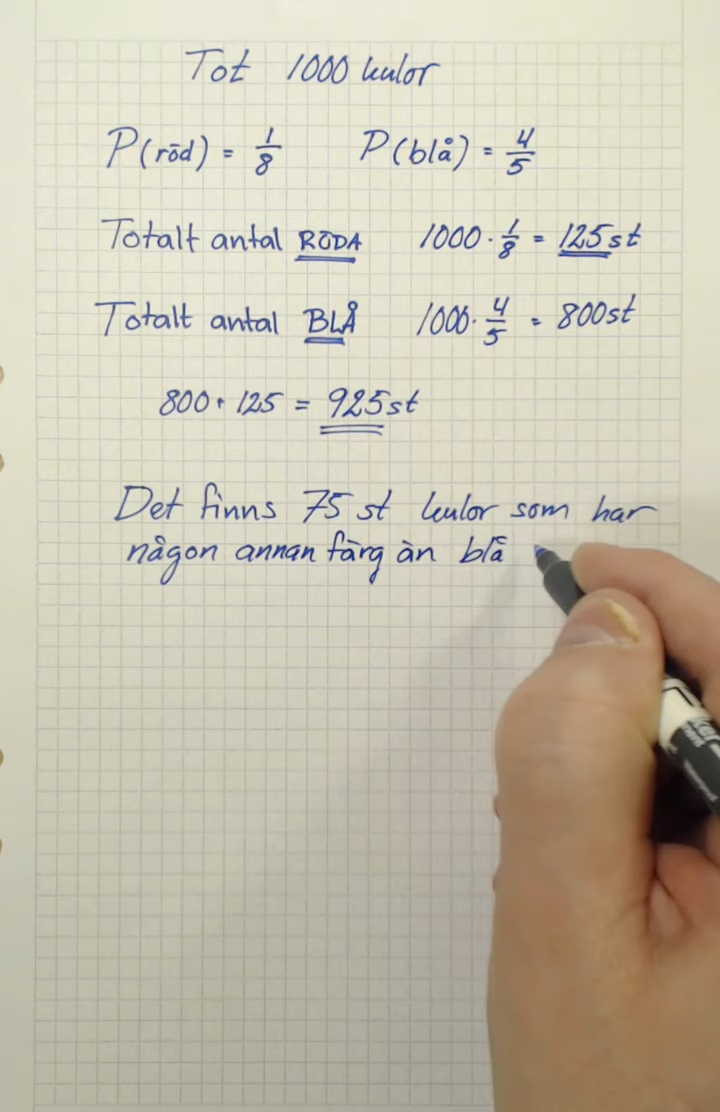 Tot 1000 kulor
P(röd) = 1/8 P(blå) = 4/5
Totalt antal RÖDA 1000 · 1/8 = 125st
Totalt antal BLÅ 1000 · 4/5 = 800st
800 + 125 = 925st
Det finns 75 st kulor som har
någon annan färg än blå